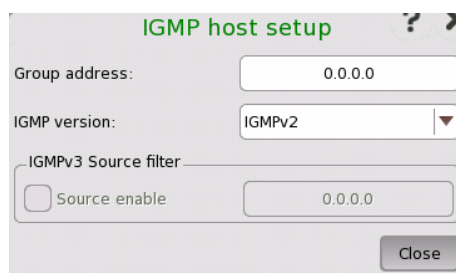 IGMP host setup ?
Group address: 0.0.0.0
IGMP version: IGMPv2
IGMPv3 Source filter
Source enable 0.0.0.0
Close